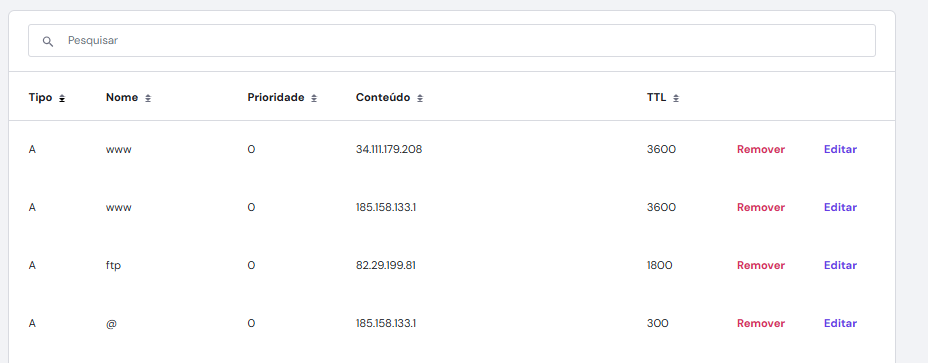 Pesquisar
Tipo Nome Prioridade Conteúdo TTL
A www 0 34.111.179.208 3600 Remover Editar
A www 0 185.158.133.1 3600 Remover Editar
A ftp 0 82.29.199.81 1800 Remover Editar
A @ 0 185.158.133.1 300 Remover Editar